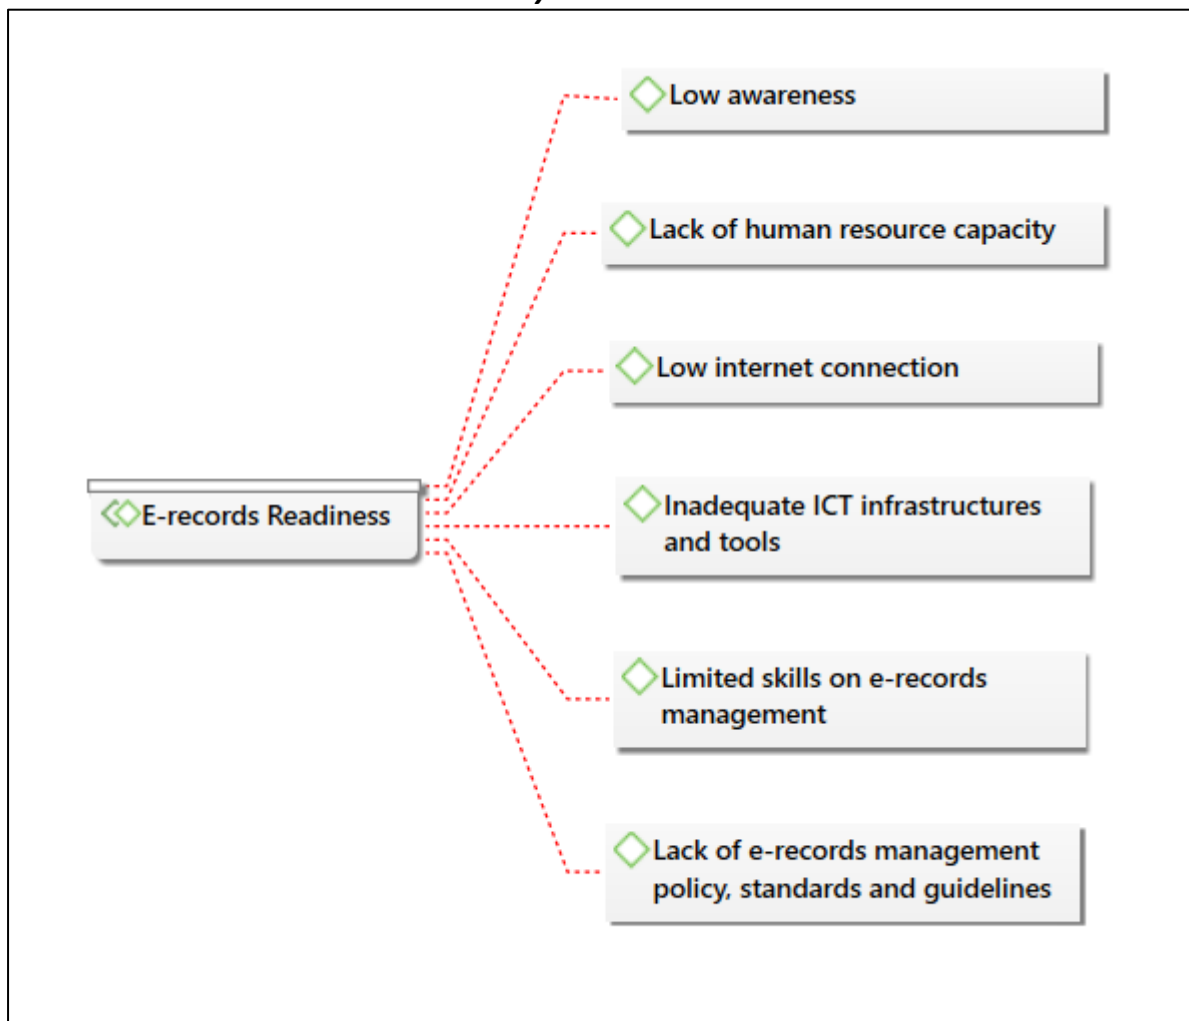 Low awareness
Lack of human resource capacity
Low internet connection
E-records Readiness
Inadequate ICT infrastructures
and tools
Limited skills on e-records
management
Lack of e-records management
policy, standards and guidelines